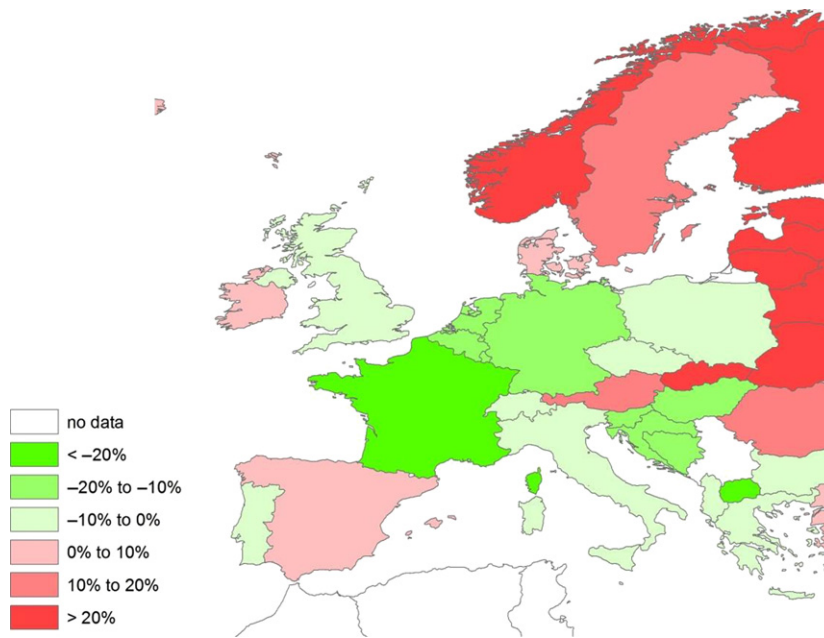 no data
< –20%
–20% to –10%
–10% to 0%
0% to 10%
10% to 20%
> 20%